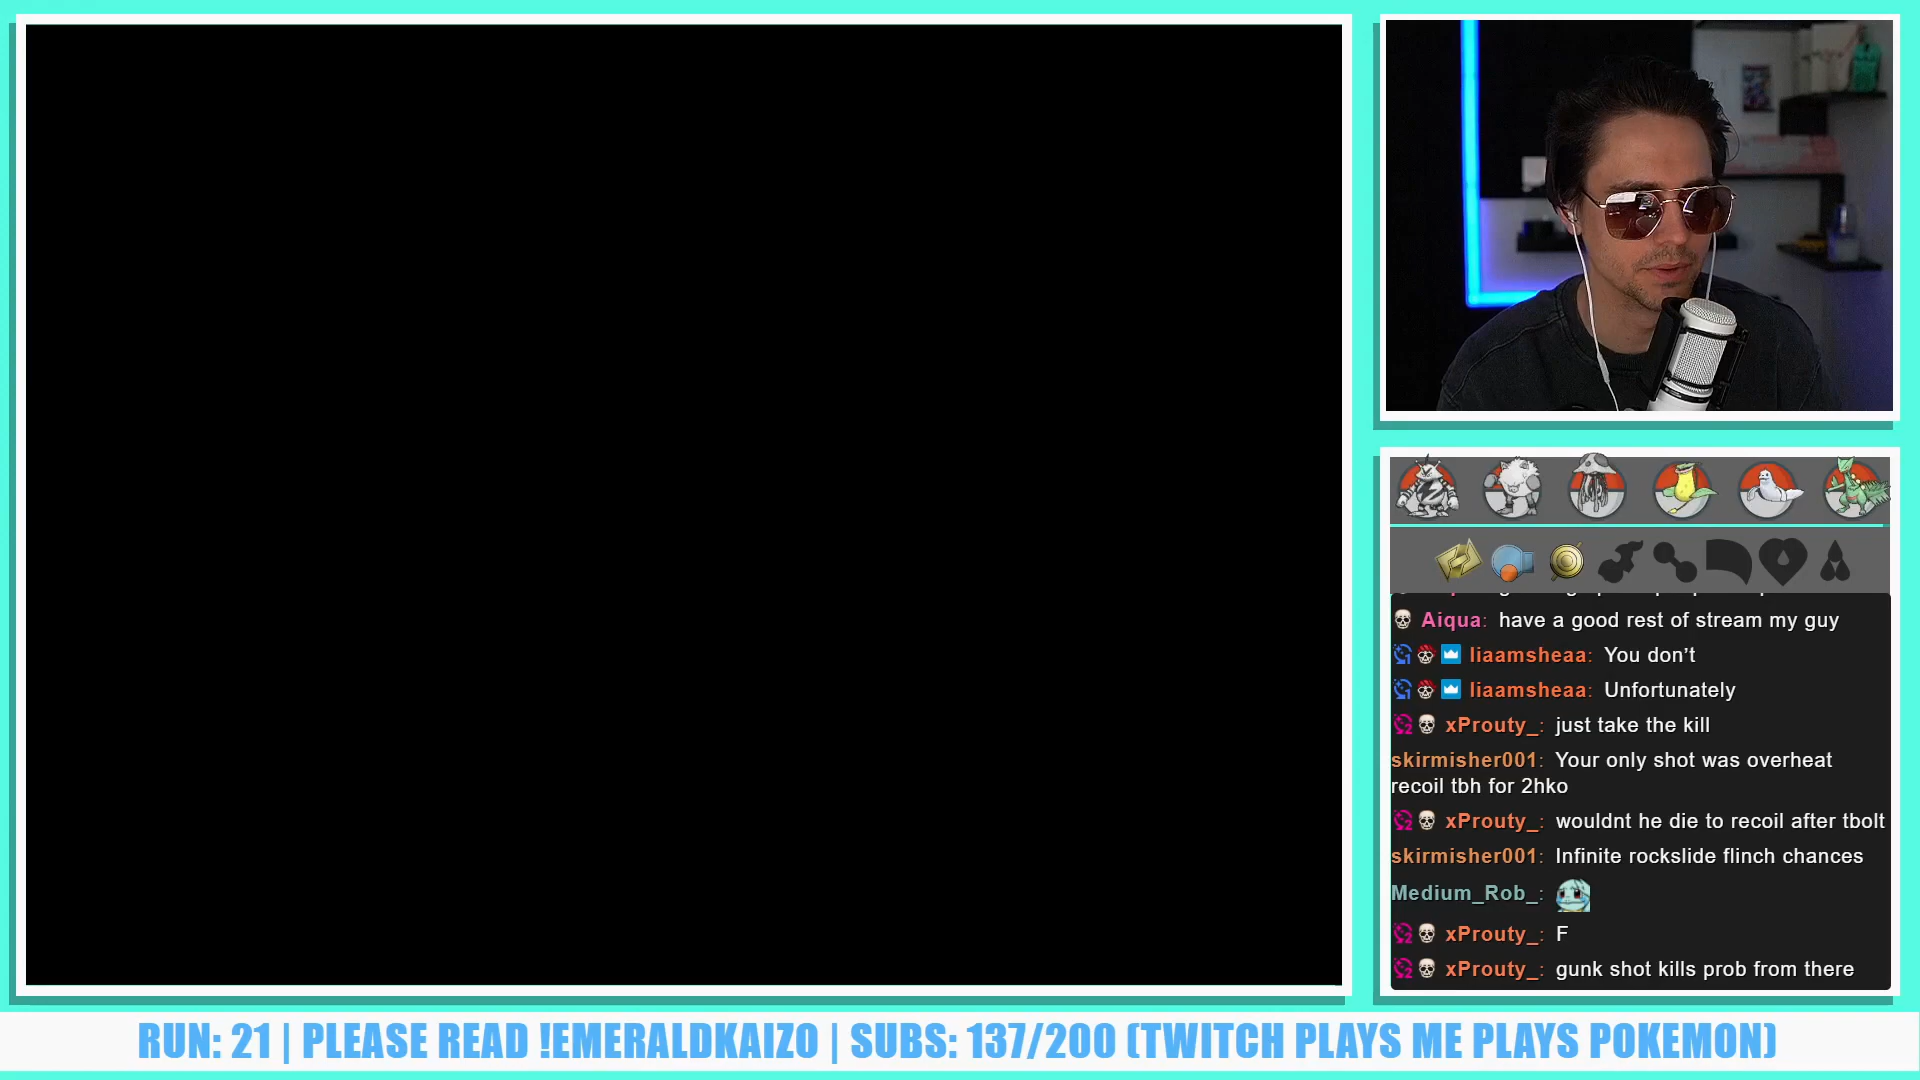 Aiqua: have a good rest of stream my guy
liaamsheaa: You don’t
liaamsheaa: Unfortunately
xProuty_: just take the kill
skirmisher001: Your only shot was overheat
recoil tbh for 2hko
xProuty_: wouldnt he die to recoil after tbolt
skirmisher001: Infinite rockslide flinch chances
Medium_Rob_:
xProuty_: F
xProuty_: gunk shot kills prob from there
RUN: 21 | PLEASE READ !EMERALDKAIZO | SUBS: 137/200 (TWITCH PLAYS ME PLAYS POKEMON)